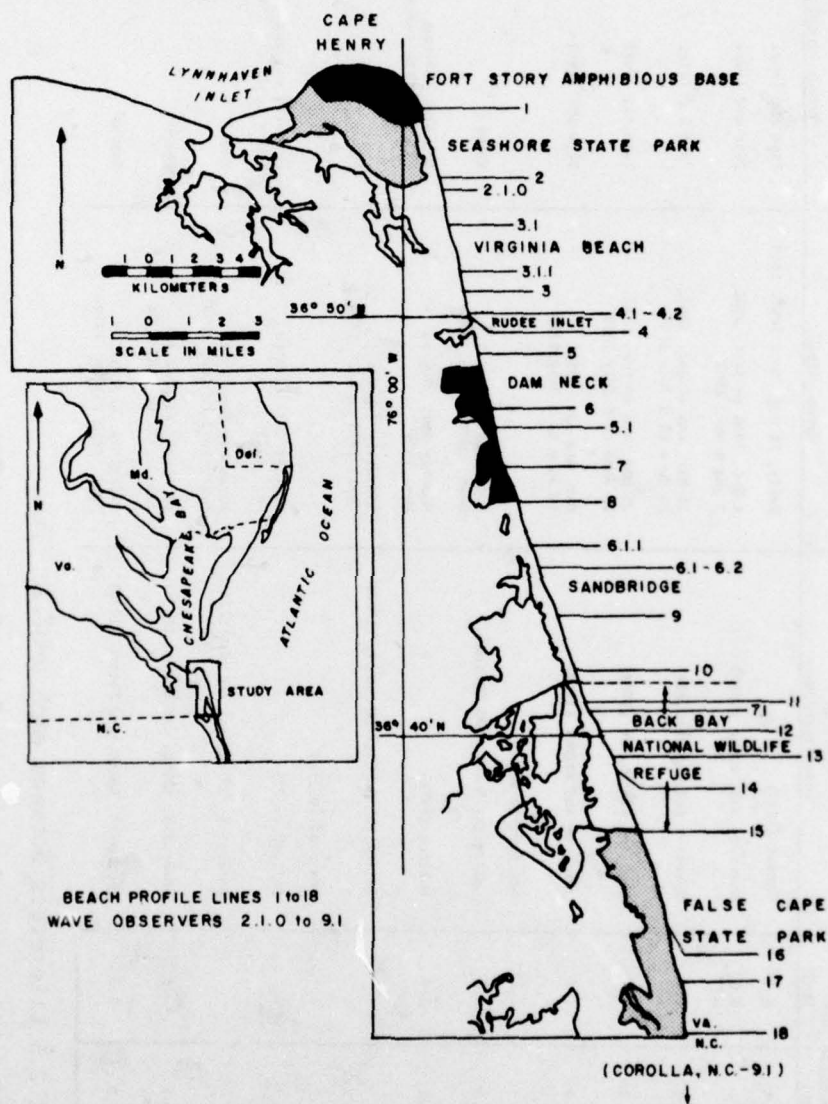 CAPE
HENRY
LYNNHAVEN
INLET
FORT STORY AMPHIBIOUS BASE
1
SEASHORE STATE PARK
2
2.1.0
3.1
VIRGINIA BEACH
3.1.1
3
N
1 0 1 2 3 4
KILOMETERS
36° 50' N
4.1-4.2
RUDEE INLET
4
1 0 1 2 3
SCALE IN MILES
5
76° 00' W
DAM NECK
6
5.1
7
8
6.1.1
6.1-6.2
SANDBRIDGE
9
10
11
71
BACK BAY
12
36° 40' N
NATIONAL WILDLIFE
13
REFUGE
14
15
N
Md.
Del.
Va.
CHESAPEAKE BAY
ATLANTIC OCEAN
STUDY AREA
N.C.
BEACH PROFILE LINES 1 to 18
WAVE OBSERVERS 2.1.0 to 9.1
FALSE CAPE
STATE PARK
16
17
VA.
18
N.C.
(COROLLA, N.C.-9.1)